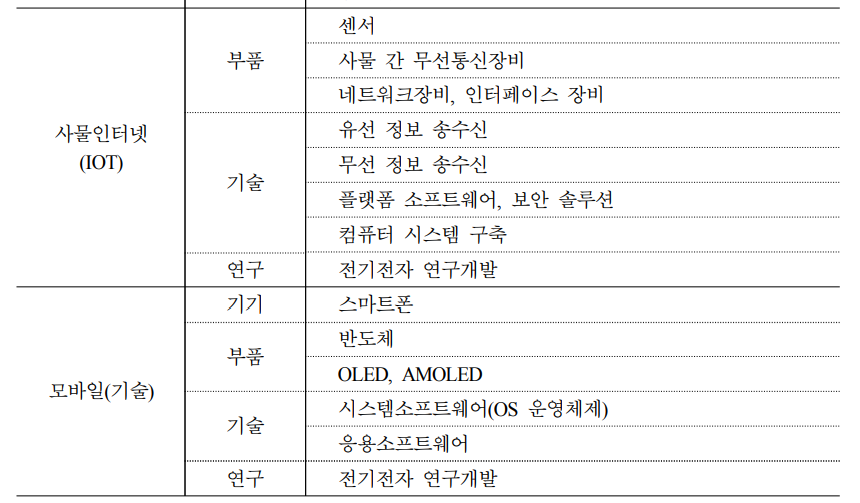 센서
부품
사물 간 무선통신장비
네트워크장비, 인터페이스 장비
사물인터넷
(IOT)
기술
유선 정보 송수신
무선 정보 송수신
플랫폼 소프트웨어, 보안 솔루션
컴퓨터 시스템 구축
연구
전기전자 연구개발
모바일(기술)
기기
스마트폰
부품
반도체
OLED, AMOLED
기술
시스템소프트웨어(OS 운영체제)
응용소프트웨어
연구
전기전자 연구개발